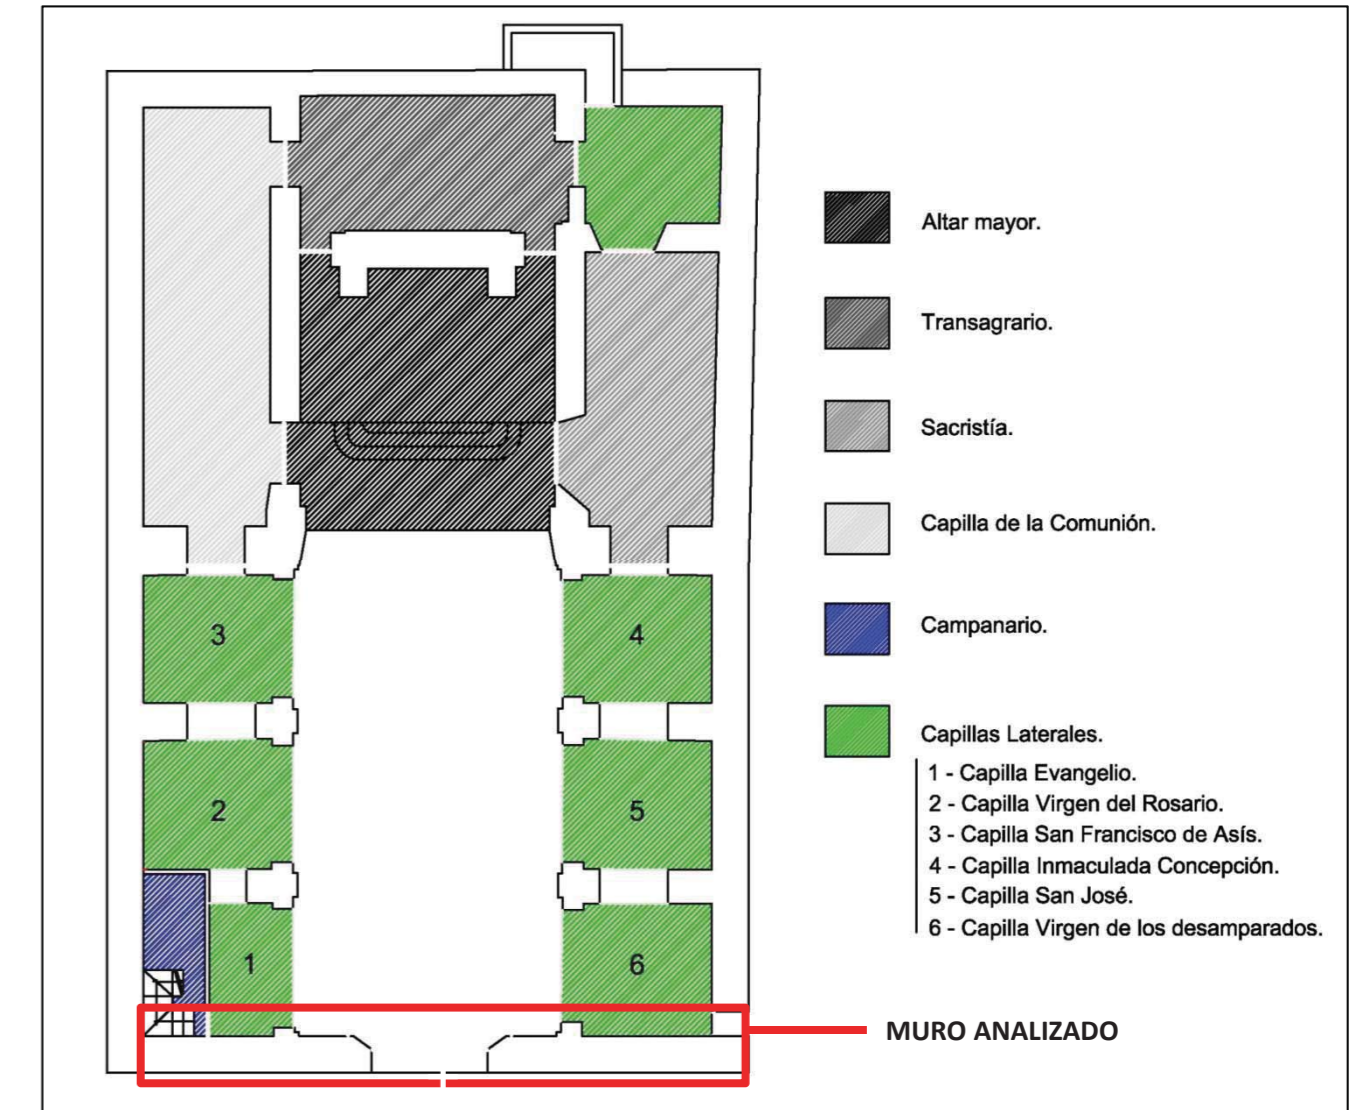 Altar mayor.
Transagrario.
Sacristía.
Capilla de la Comunión.
Campanario.
Capillas Laterales.
1 - Capilla Evangelio.
2 - Capilla Virgen del Rosario.
3 - Capilla San Francisco de Asís.
4 - Capilla Inmaculada Concepción.
5 - Capilla San José.
6 - Capilla Virgen de los desamparados.
3
4
2
5
1
6
MURO ANALIZADO